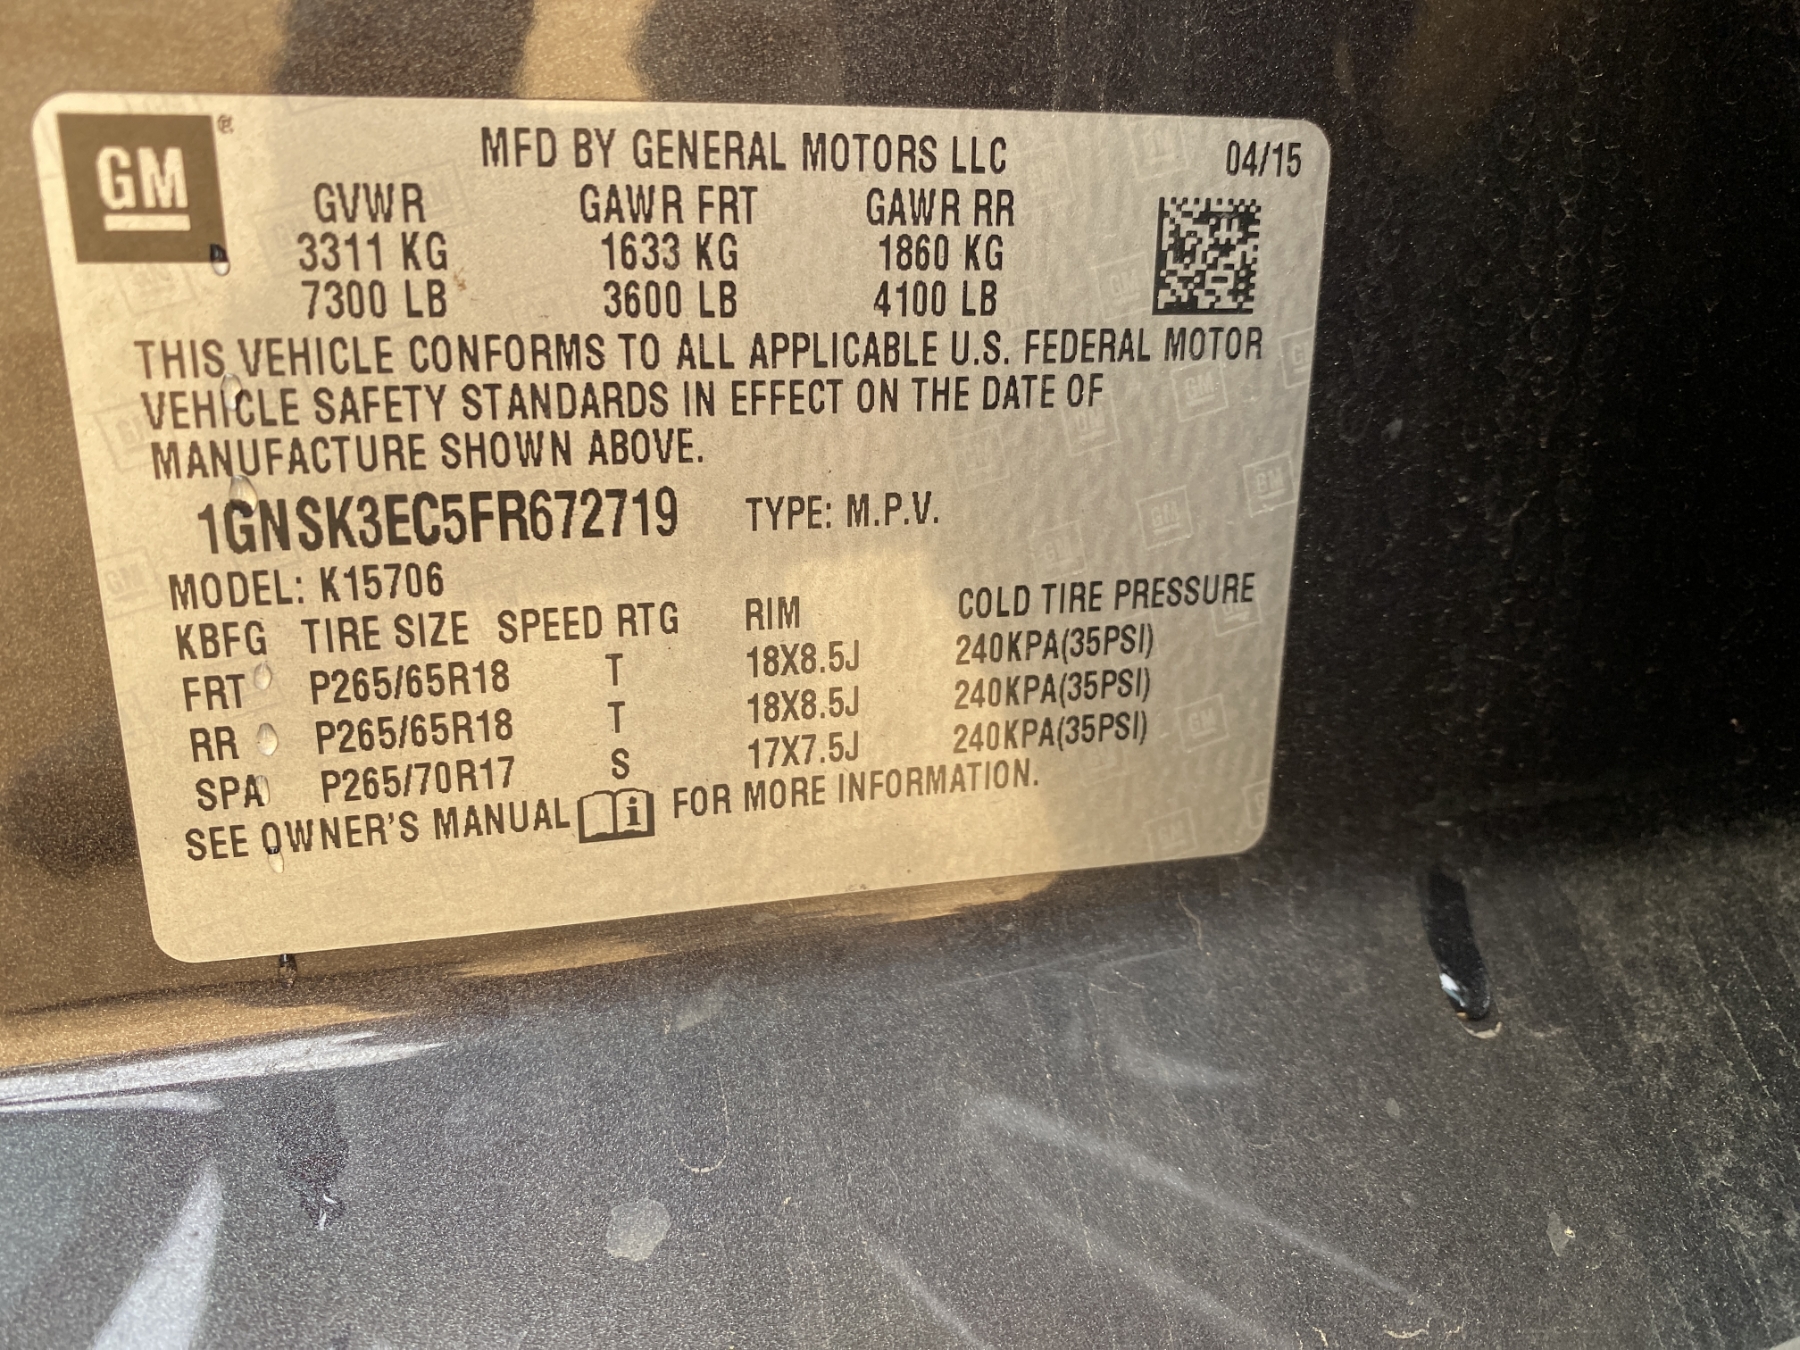 GM ®
MFD BY GENERAL MOTORS LLC 04/15
GVWR GAWR FRT GAWR RR
3311 KG 1633 KG 1860 KG
7300 LB 3600 LB 4100 LB
THIS VEHICLE CONFORMS TO ALL APPLICABLE U.S. FEDERAL MOTOR
VEHICLE SAFETY STANDARDS IN EFFECT ON THE DATE OF
MANUFACTURE SHOWN ABOVE.
1GNSK3EC5FR672719 TYPE: M.P.V.
MODEL: K15706
KBFG TIRE SIZE SPEED RTG RIM COLD TIRE PRESSURE
FRT P265/65R18 T 18X8.5J 240KPA(35PSI)
RR P265/65R18 T 18X8.5J 240KPA(35PSI)
SPA P265/70R17 S 17X7.5J 240KPA(35PSI)
SEE OWNER'S MANUAL i FOR MORE INFORMATION.